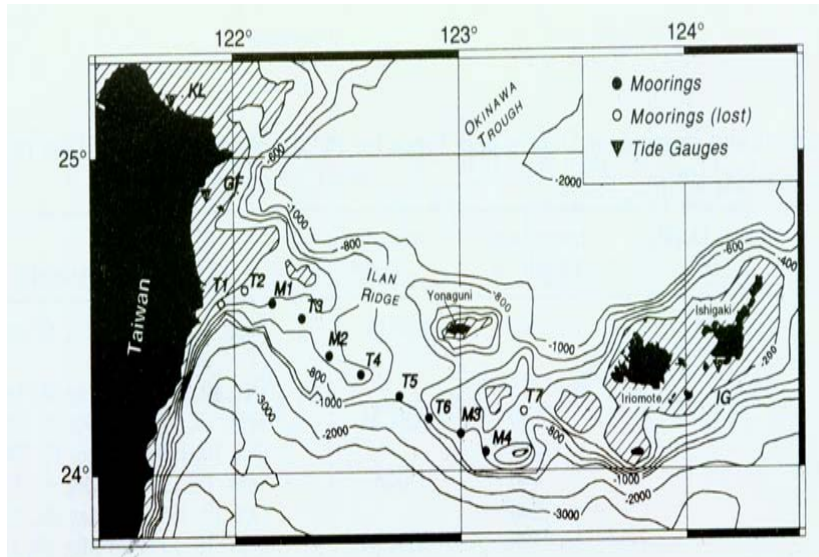 122°
123°
124°
KL
OKINAWA
TROUGH
Moorings
Moorings (lost)
Tide Gauges
25°
-600
-2000
GF
-1000
-800
-600
-400
ILAN
RIDGE
T1
T2
M1
T3
Yonaguni
-800
Ishigaki
Taiwan
M2
T4
-1000
-200
-800
-1000
T5
T6
M3
M4
T7
Iriomote
IG
-3000
-2000
-800
24°
-1000
-2000
-3000